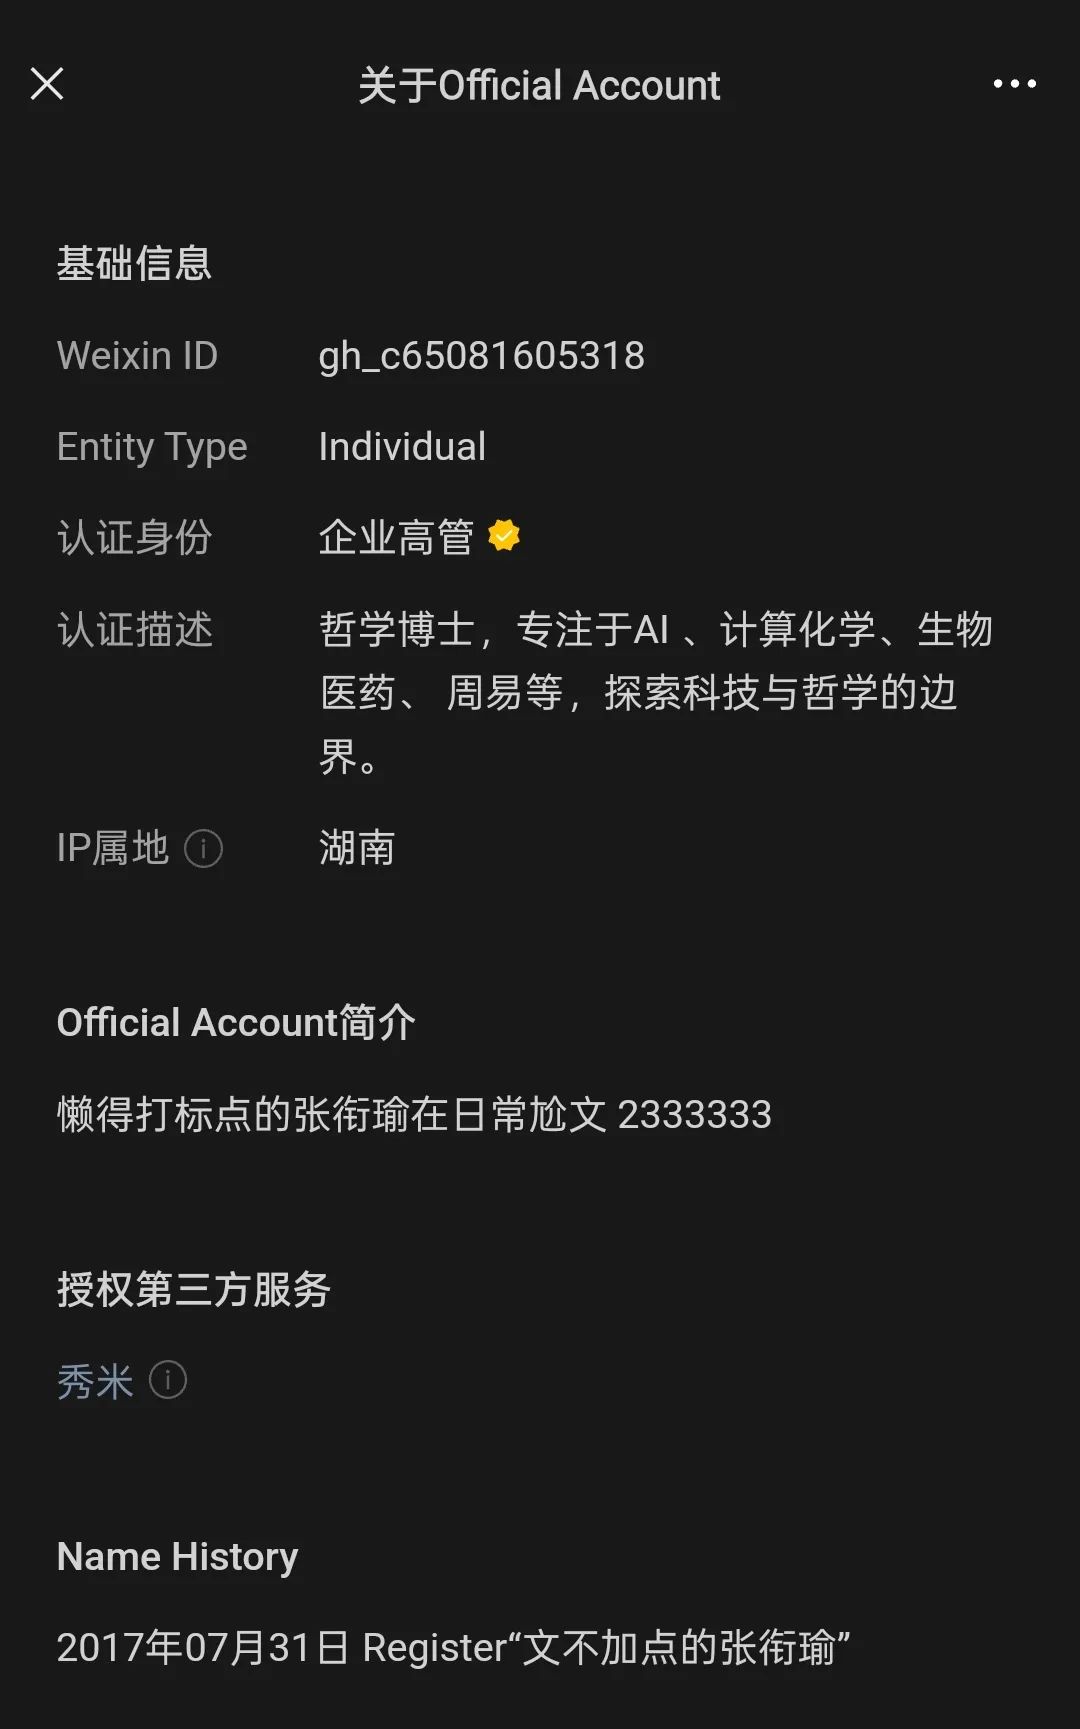 关于Official Account
基础信息
Weixin ID gh_c65081605318
Entity Type Individual
认证身份 企业高管
认证描述 哲学博士，专注于AI 、计算化学、生物
医药、 周易等，探索科技与哲学的边
界。
IP属地 湖南
Official Account简介
懒得打标点的张衔瑜在日常尬文 2333333
授权第三方服务
秀米
Name History
2017年07月31日 Register“文不加点的张衔瑜”